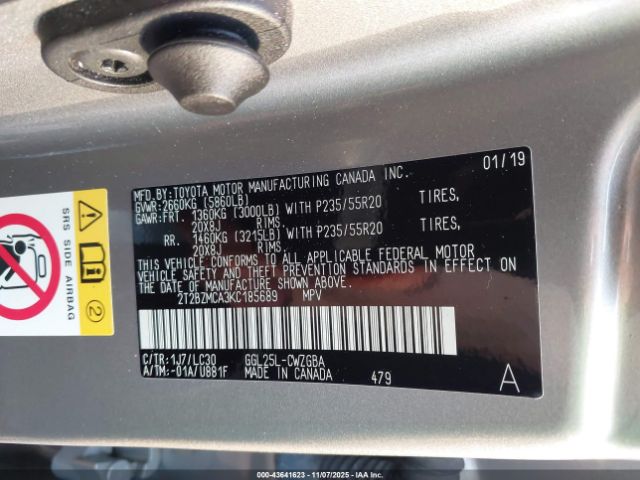 MFD.BY:TOYOTA MOTOR MANUFACTURING CANADA INC. 01/19
GVWR:2660KG (5860LB)
GAWR:FRT. 1360KG (3000LB) WITH P235/55R20 TIRES,
20X8J RIMS
RR. 1460KG (3215LB) WITH P235/55R20 TIRES,
20X8J RIMS
THIS VEHICLE CONFORMS TO ALL APPLICABLE FEDERAL MOTOR
VEHICLE SAFETY AND THEFT PREVENTION STANDARDS IN EFFECT ON
THE DATE OF MANUFACTURE SHOWN ABOVE.
2T2BZMCA3KC185689 MPV
C/TR:1J7/LC30 GGL25L-CWZGBA
A/TM:-01A/U881F
MADE IN CANADA 479 A
SRS SIDE AIRBAG
2
000-43641623 - 11/07/2025 - WWW.IAAI.COM